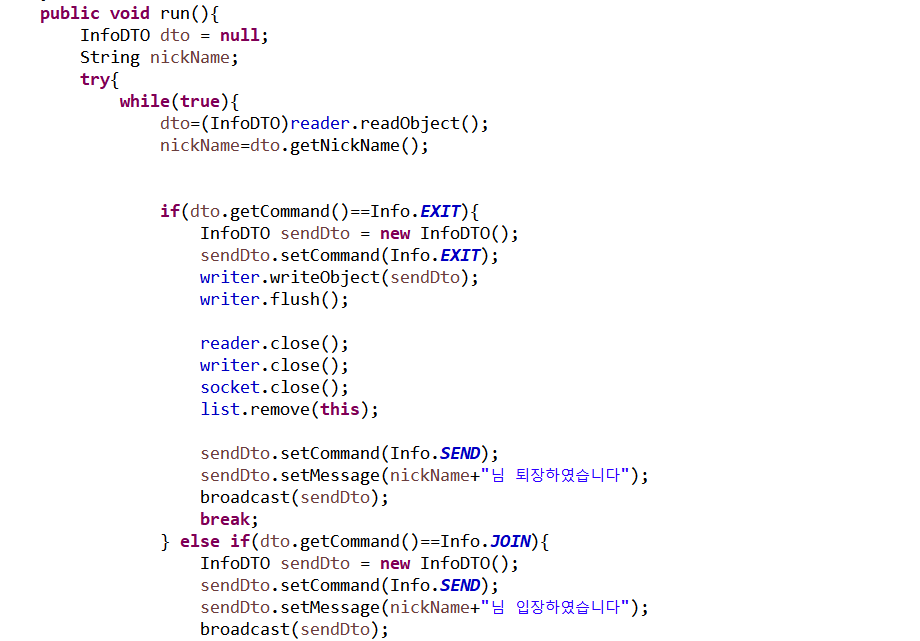 public void run(){
InfoDTO dto = null;
String nickName;
try{
while(true){
dto=(InfoDTO)reader.readObject();
nickName=dto.getNickName();
if(dto.getCommand()==Info.EXIT){
InfoDTO sendDto = new InfoDTO();
sendDto.setCommand(Info.EXIT);
writer.writeObject(sendDto);
writer.flush();
reader.close();
writer.close();
socket.close();
list.remove(this);
sendDto.setCommand(Info.SEND);
sendDto.setMessage(nickName+"님 퇴장하였습니다");
broadcast(sendDto);
break;
} else if(dto.getCommand()==Info.JOIN){
InfoDTO sendDto = new InfoDTO();
sendDto.setCommand(Info.SEND);
sendDto.setMessage(nickName+"님 입장하였습니다");
broadcast(sendDto);